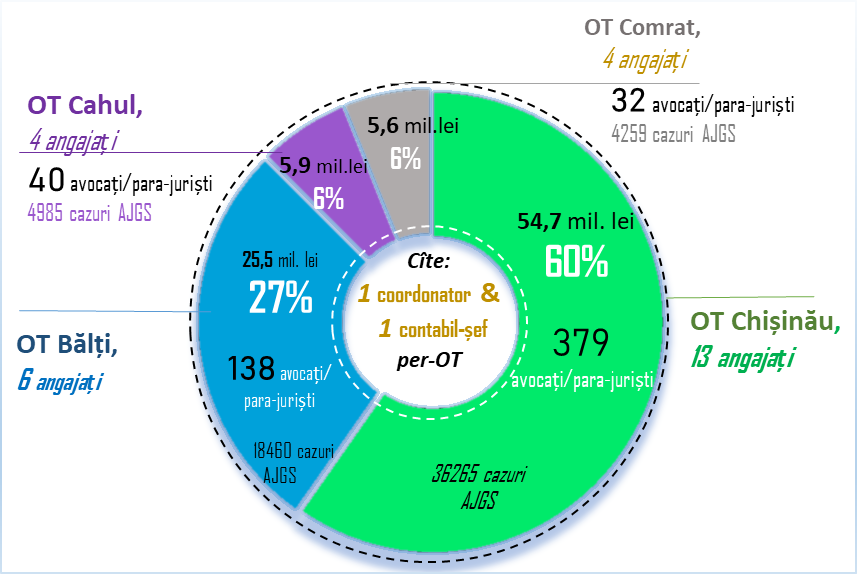 OT Comrat,
4 angajați
32 avocați/para-juriști
4259 cazuri AJGS
OT Cahul,
4 angajați
40 avocați/para-juriști
4985 cazuri AJGS
5,6 mil.lei
6%
5,9 mil.lei
6%
54,7 mil. lei
60%
379
avocați/para-juriști
36265 cazuri
AJGS
25,5 mil. lei
27%
138 avocați/
para-juriști
18460 cazuri
AJGS
Cîte:
1 coordonator &
1 contabil-șef
per-OT
OT Bălți,
6 angajați
OT Chișinău,
13 angajați